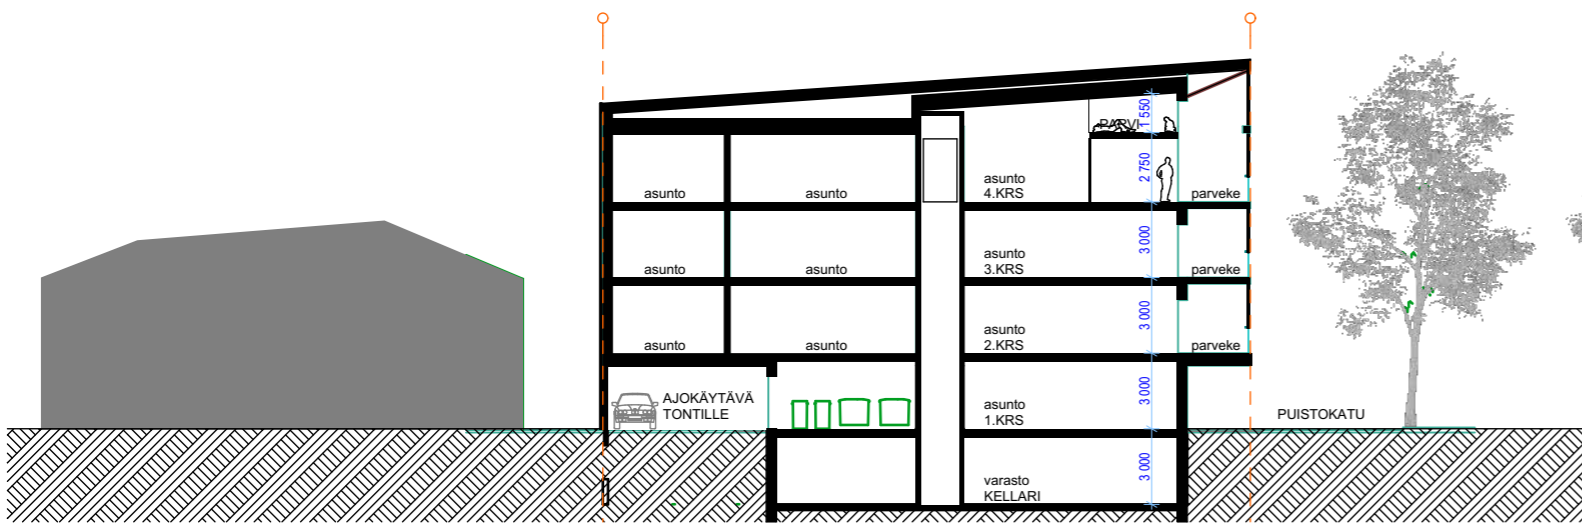 1 550
PARVI
2 750
asunto
asunto
asunto
4.KRS
parveke
3 000
asunto
asunto
asunto
3.KRS
parveke
3 000
asunto
asunto
asunto
2.KRS
parveke
3 000
AJOKÄYTÄVÄ
TONTILLE
asunto
1.KRS
PUISTOKATU
3 000
varasto
KELLARI